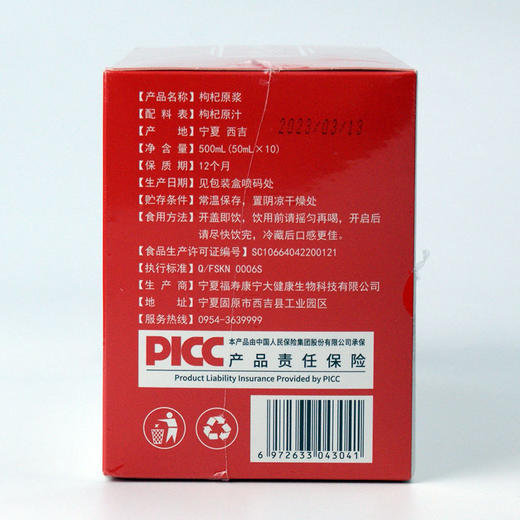 【产品名称】枸杞原浆
【配 料 表】枸杞原汁
【产　　地】宁夏 西吉
2023/03/13
【净 含 量】500mL(50mL×10)
【保 质 期】12个月
【生产日期】见包装盒喷码处
【贮存条件】常温保存，置阴凉干燥处
【食用方法】开盖即饮，饮用前请摇匀再喝，开启后
请尽快饮完，冷藏后口感更佳。
【食品生产许可证编号】SC10664042200121
【执行标准】Q/FSKN 0006S
【生 产 商】宁夏福寿康宁大健康生物科技有限公司
【地　　址】宁夏固原市西吉县工业园区
【服务热线】0954-3639999
PICC
本产品由中国人民保险集团股份有限公司承保
产品责任保险
Product Liability Insurance Provided by PICC
6 972633 043041